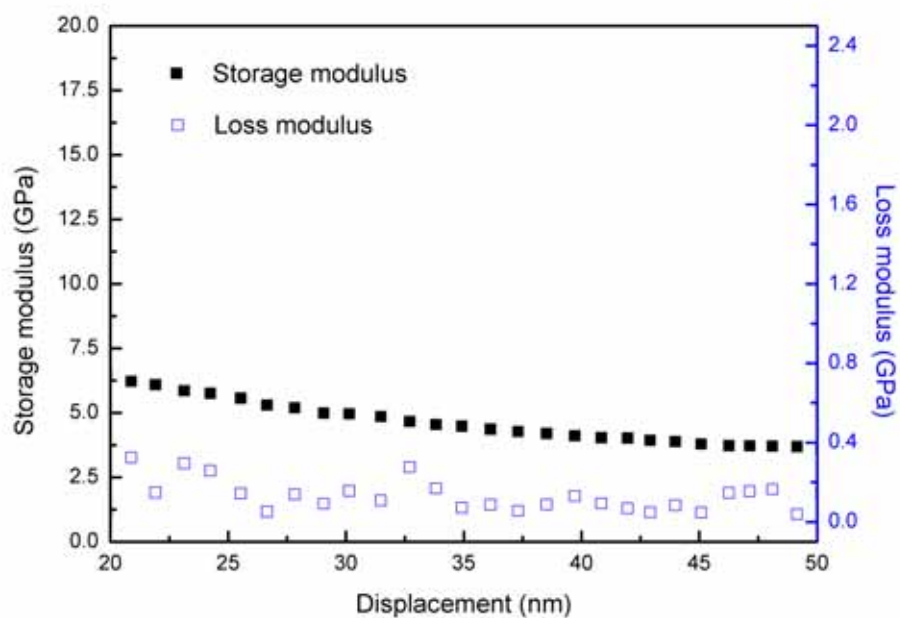 Storage modulus
Loss modulus
Storage modulus (GPa)
20.0
17.5
15.0
12.5
10.0
7.5
5.0
2.5
0.0
Loss modulus (GPa)
2.4
2.0
1.6
1.2
0.8
0.4
0.0
20 25 30 35 40 45 50
Displacement (nm)